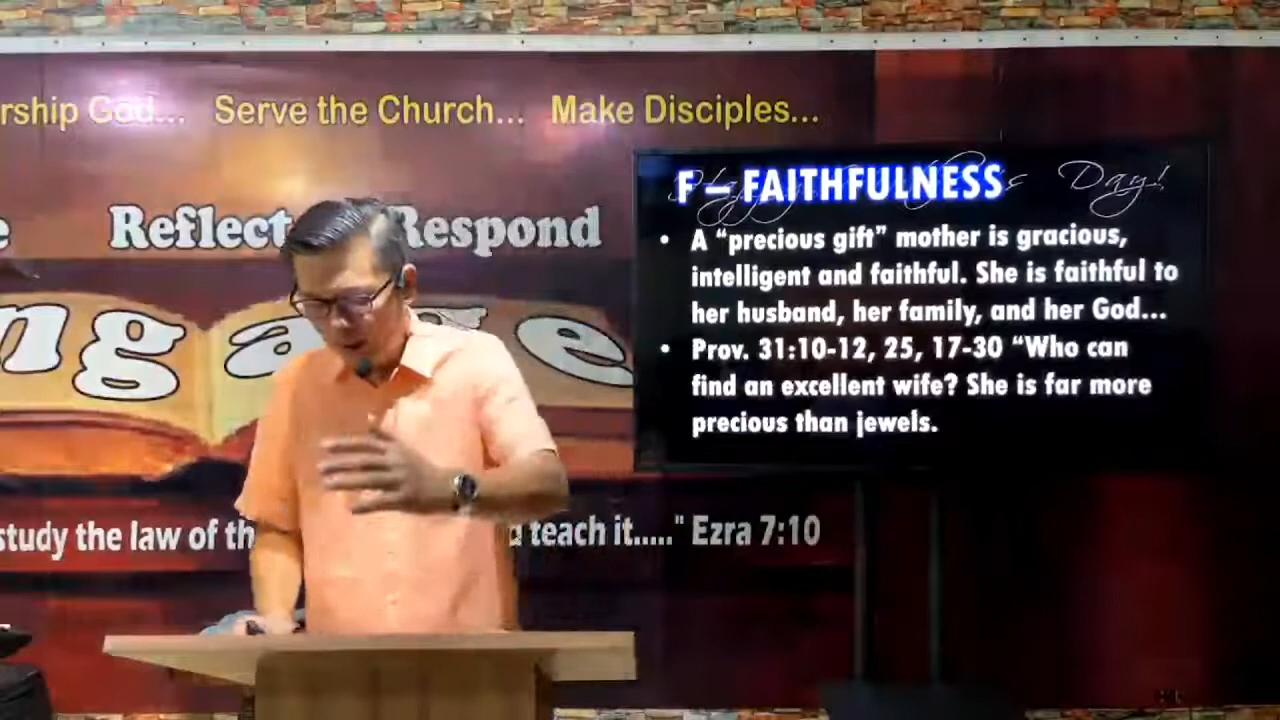 rship God... Serve the Church... Make Disciples...
e Reflect Respond
ngage
F – FAITHFULNESS
Day!
• A “precious gift” mother is gracious,
intelligent and faithful. She is faithful to
her husband, her family, and her God...
• Prov. 31:10-12, 25, 17-30 “Who can
find an excellent wife? She is far more
precious than jewels.
study the law of th d teach it....." Ezra 7:10